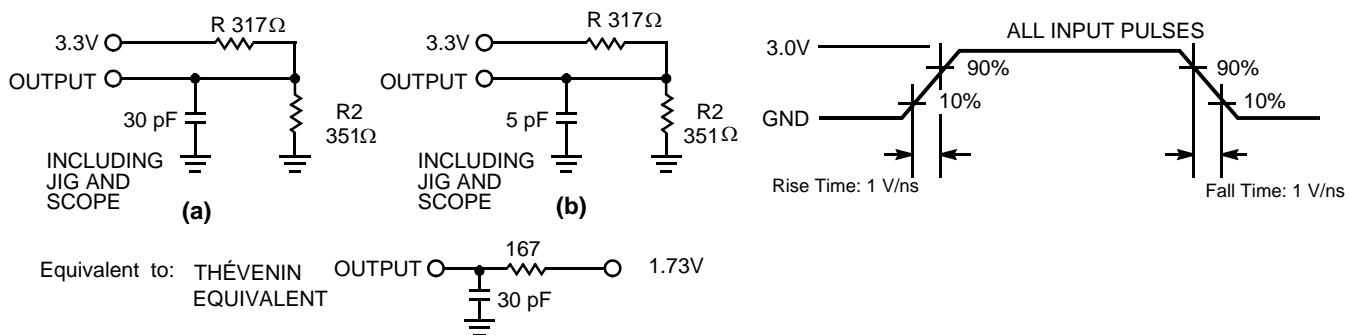 R 317Ω
3.3V
OUTPUT
30 pF
R2
351Ω
INCLUDING
JIG AND
SCOPE
(a)
R 317Ω
3.3V
OUTPUT
5 pF
R2
351Ω
INCLUDING
JIG AND
SCOPE
(b)
ALL INPUT PULSES
3.0V
90%
10%
GND
90%
10%
Rise Time: 1 V/ns
Fall Time: 1 V/ns
Equivalent to: THÉVENIN
EQUIVALENT
OUTPUT
167
1.73V
30 pF